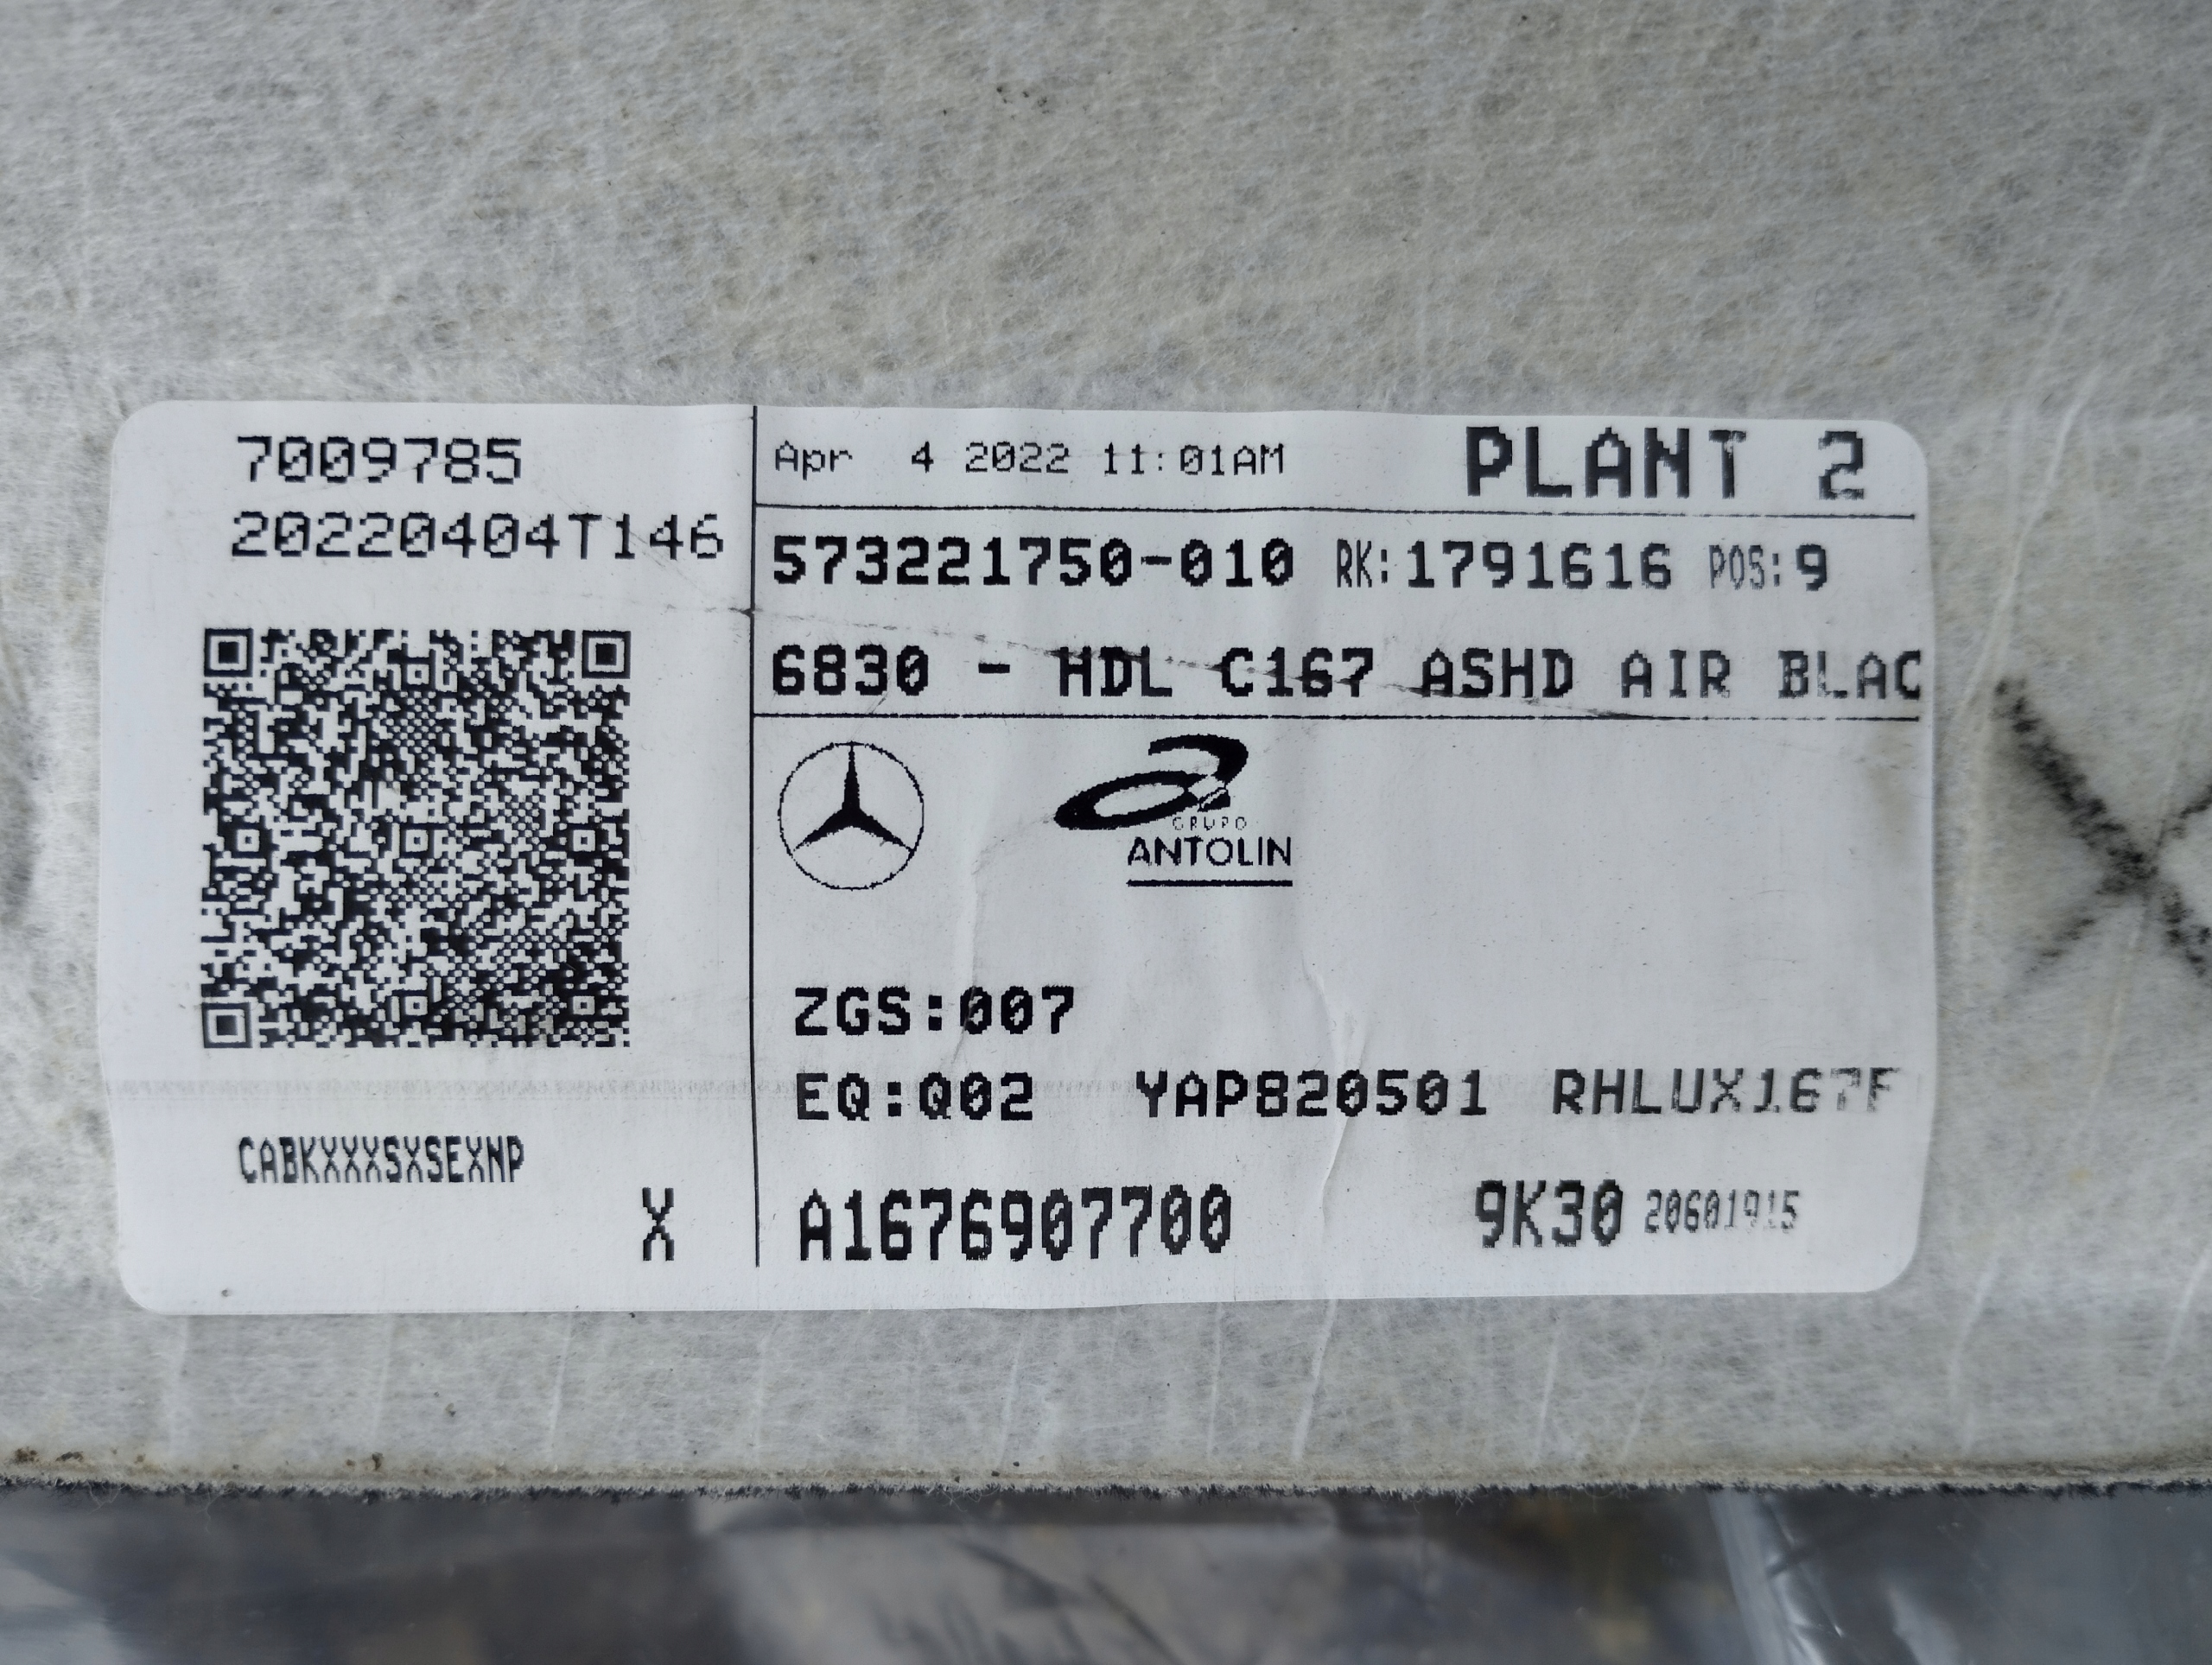 7009785
20220404T146
CABKXXXSXSEXNP
X
Apr 4 2022 11:01AM PLANT 2
573221750-010 RK:1791616 POS:9
6830 - HDL C167 ASHD AIR BLAC
GRUPO
ANTOLIN
ZGS:007
EQ:Q02 YAP820501 RHLUX167F
A1676907700 9K30 20601915
X